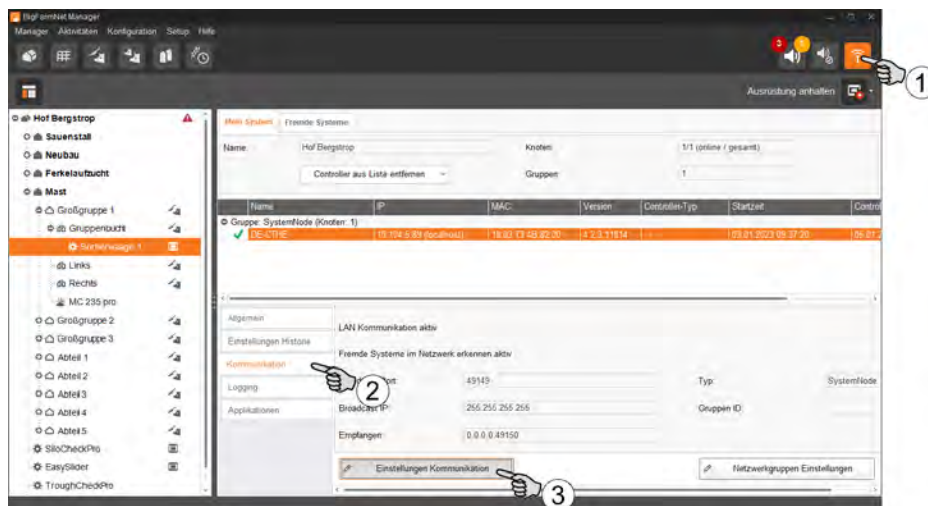 BigFarmNet Manager
Manager Aktivitäten Konfiguration Setup Hilfe
3
1
Ausrüstung anhalten
Hof Bergstrop
Sauenstall
Neubau
Ferkelaufzucht
Mast
Großgruppe 1
Gruppenbucht
Sortierwaage 1
Links
Rechts
MC 235 pro
Großgruppe 2
Großgruppe 3
Abteil 1
Abteil 2
Abteil 3
Abteil 4
Abteil 5
SiloCheckPro
EasySlider
TroughCheckPro
Mein System Fremde Systeme
Name: Hof Bergstrop Knoten: 1/1 (online / gesamt)
Controller aus Liste entfernen Gruppen: 1
Name IP MAC Version Controller-Typ Startzeit Control
Gruppe: SystemNode (Knoten: 1)
DE-CTHE
Allgemein
Einstellungen Historie
Kommunikation
Logging
Applikationen
LAN Kommunikation aktiv
Fremde Systeme im Netzwerk erkennen aktiv
49149 Typ: SystemNode
Broadcast IP: 255.255.255.255 Gruppen ID:
Empfangen: 0.0.0.0:49150
Einstellungen Kommunikation Netzwerkgruppen Einstellungen
1
2
3